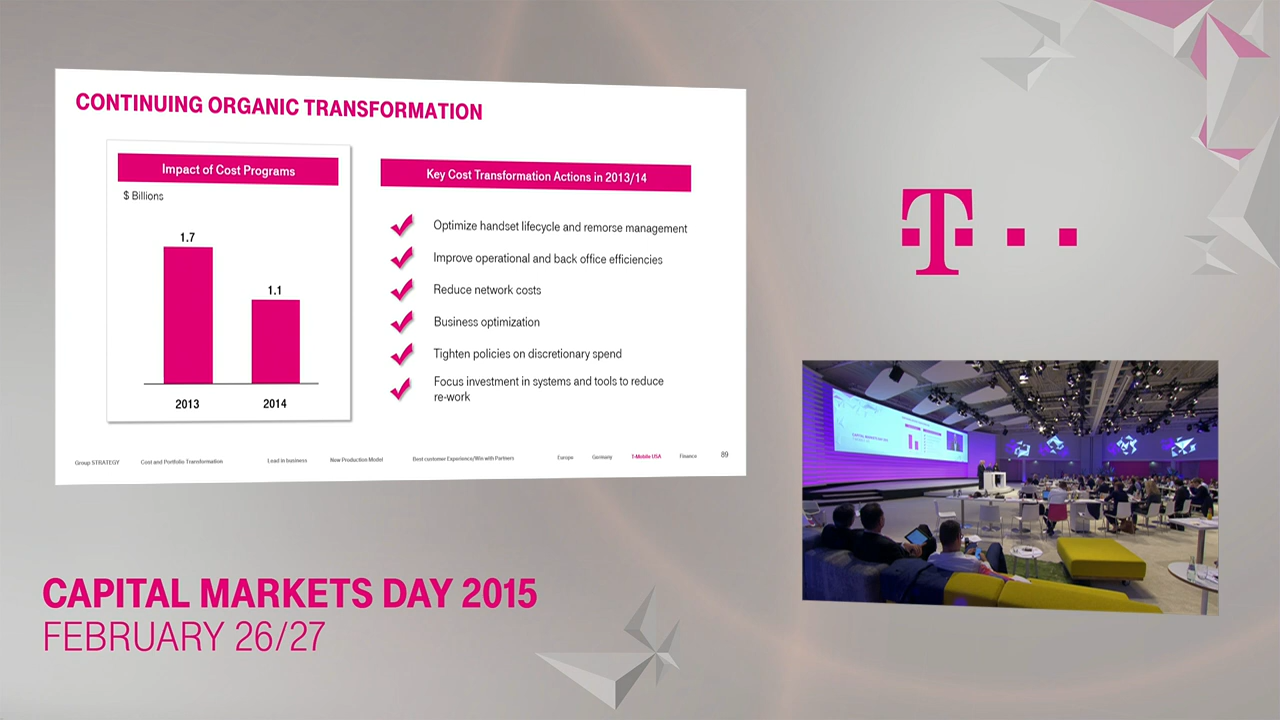 CONTINUING ORGANIC TRANSFORMATION
Impact of Cost Programs
$ Billions
1.7
1.1
2013
2014
Key Cost Transformation Actions in 2013/14
Optimize handset lifecycle and remorse management
Improve operational and back office efficiencies
Reduce network costs
Business optimization
Tighten policies on discretionary spend
Focus investment in systems and tools to reduce
re-work
Group STRATEGY
Cost and Portfolio Transformation
Lead in business
New Production Model
Best customer Experience/Win with Partners
Europe
Germany
T-Mobile USA
Finance
89
T
CAPITAL MARKETS DAY 2015
FEBRUARY 26/27